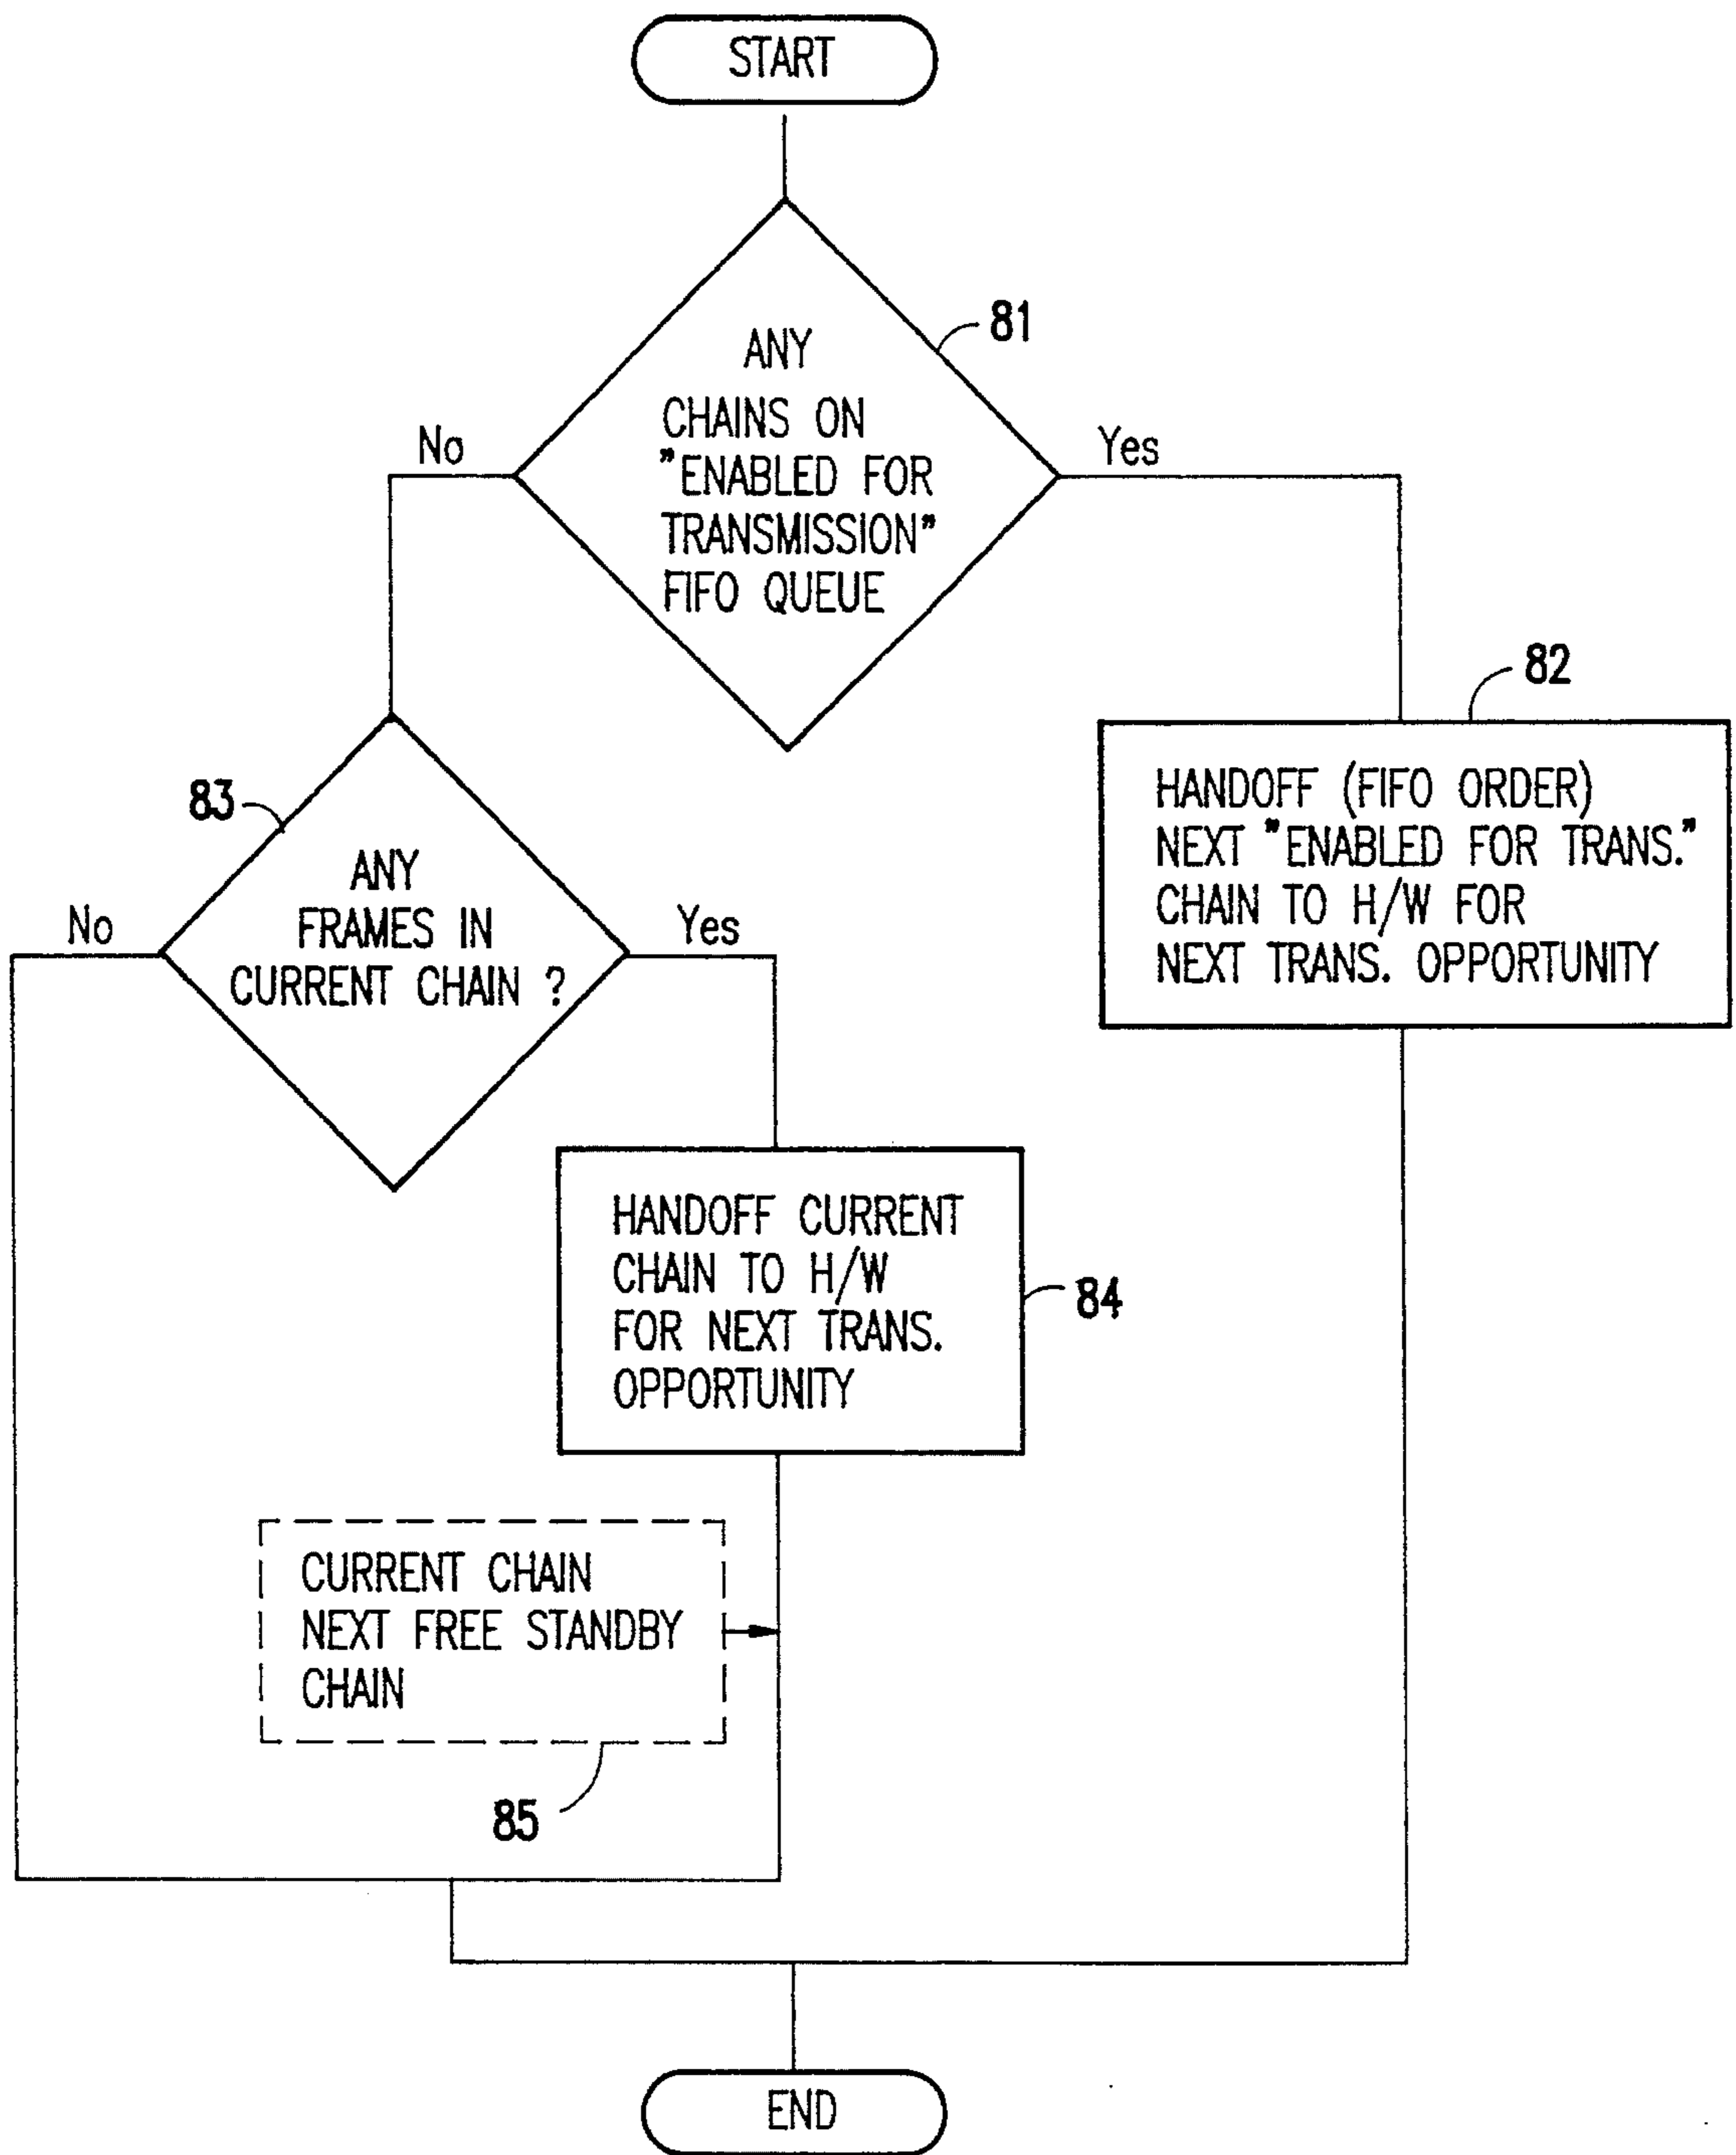 START
81
ANY
CHAINS ON
"ENABLED FOR
TRANSMISSION"
FIFO QUEUE
No
Yes
82
HANDOFF (FIFO ORDER)
NEXT "ENABLED FOR TRANS."
CHAIN TO H/W FOR
NEXT TRANS. OPPORTUNITY
83
ANY
FRAMES IN
CURRENT CHAIN ?
No
Yes
HANDOFF CURRENT
CHAIN TO H/W
FOR NEXT TRANS.
OPPORTUNITY
84
CURRENT CHAIN
NEXT FREE STANDBY
CHAIN
85
END